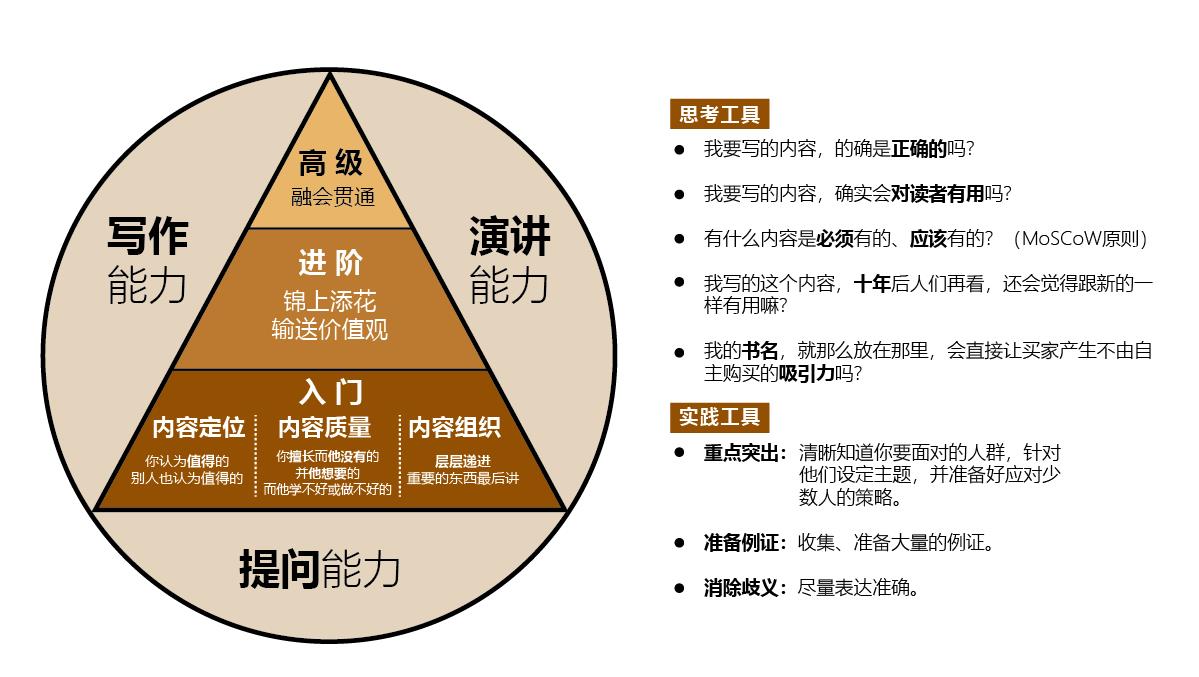 高级
融会贯通
写作
能力
演讲
能力
进阶
锦上添花
输送价值观
入门
内容定位
你认为值得的
别人也认为值得的
内容质量
你擅长而他没有的
并他想要的
而他学不好或做不好的
内容组织
层层递进
重要的东西最后讲
提问能力
思考工具
● 我要写的内容，的确是正确的吗？
● 我要写的内容，确实会对读者有用吗？
● 有什么内容是必须有的、应该有的？（MoSCoW原则）
● 我写的这个内容，十年后人们再看，还会觉得跟新的一
样有用嘛？
● 我的书名，就那么放在那里，会直接让买家产生不由自
主购买的吸引力吗？
实践工具
● 重点突出：清晰知道你要面对的人群，针对
他们设定主题，并准备好应对少
数人的策略。
● 准备例证：收集、准备大量的例证。
● 消除歧义：尽量表达准确。